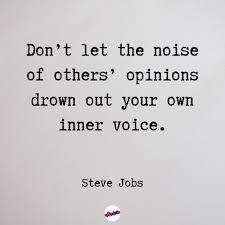 Don't let the noise
of others' opinions
drown out your own
inner voice.
Steve Jobs